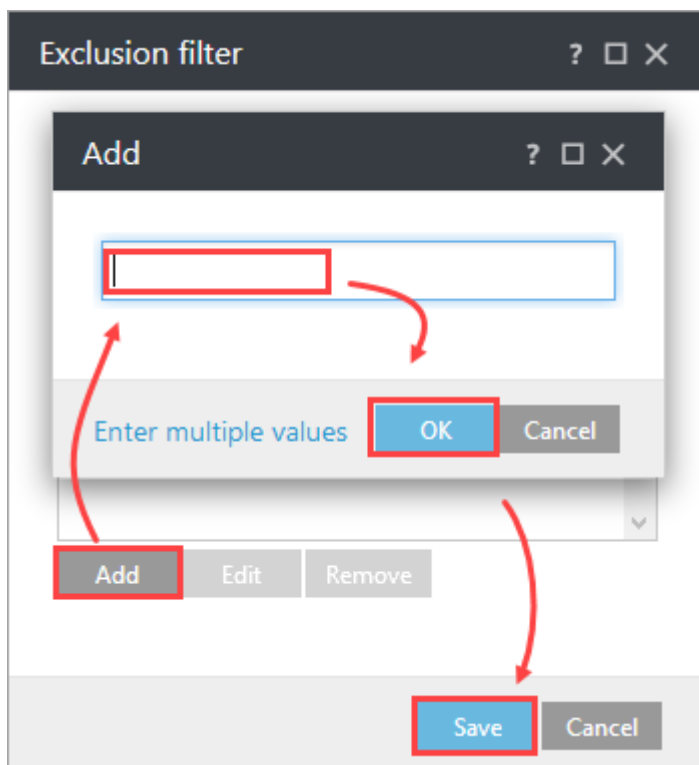 Exclusion filter ?
Add ?
Enter multiple values OK Cancel
Add Edit Remove
Save Cancel